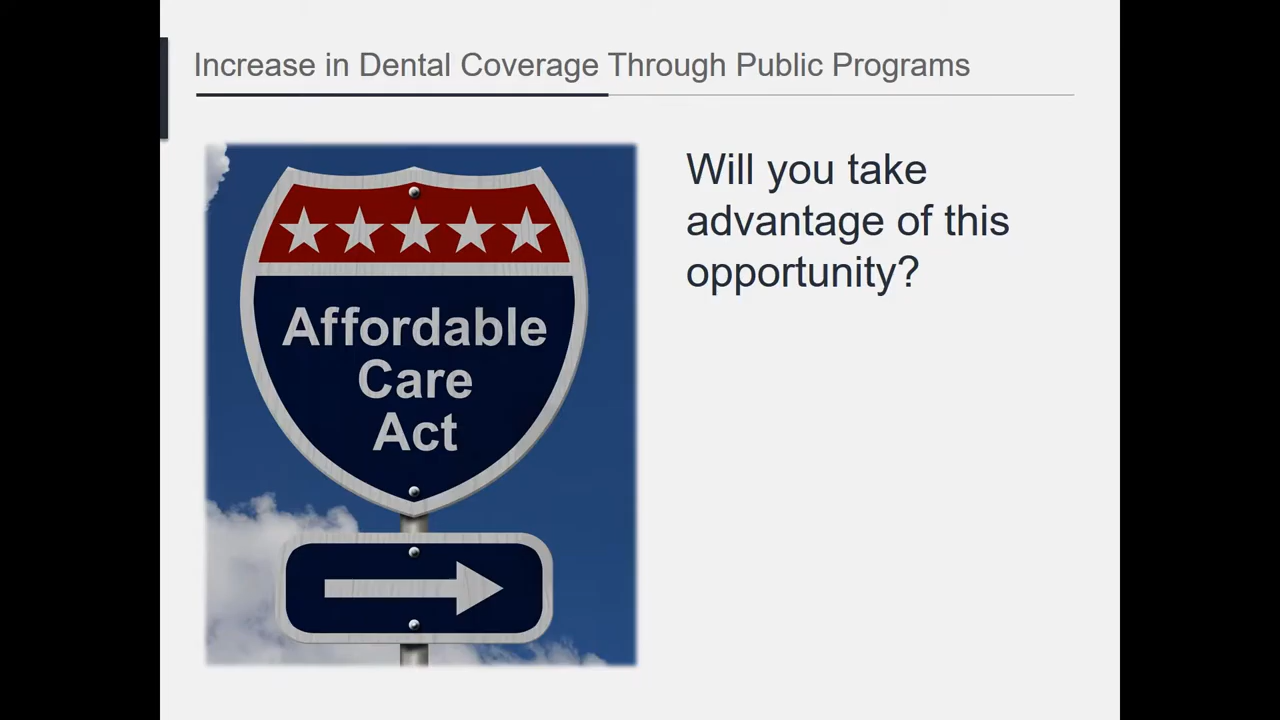 Increase in Dental Coverage Through Public Programs
Affordable
Care
Act
Will you take
advantage of this
opportunity?